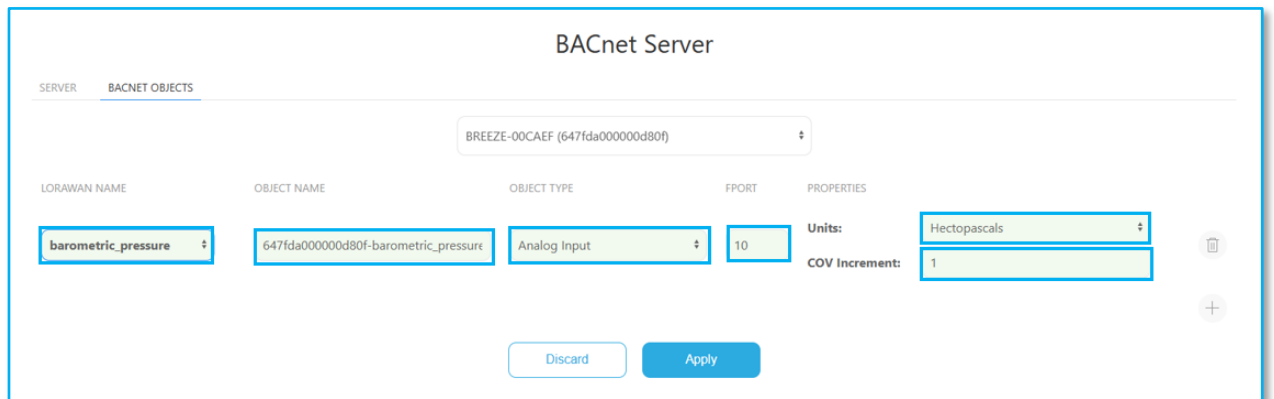 BACnet Server
SERVER BACNET OBJECTS
BREEZE-00CAEF (647fda000000d80f)
LORAWAN NAME OBJECT NAME OBJECT TYPE FPORT PROPERTIES
barometric_pressure 647fda000000d80f-barometric_pressure Analog Input 10 Units: Hectopascals
COV Increment: 1
Discard Apply